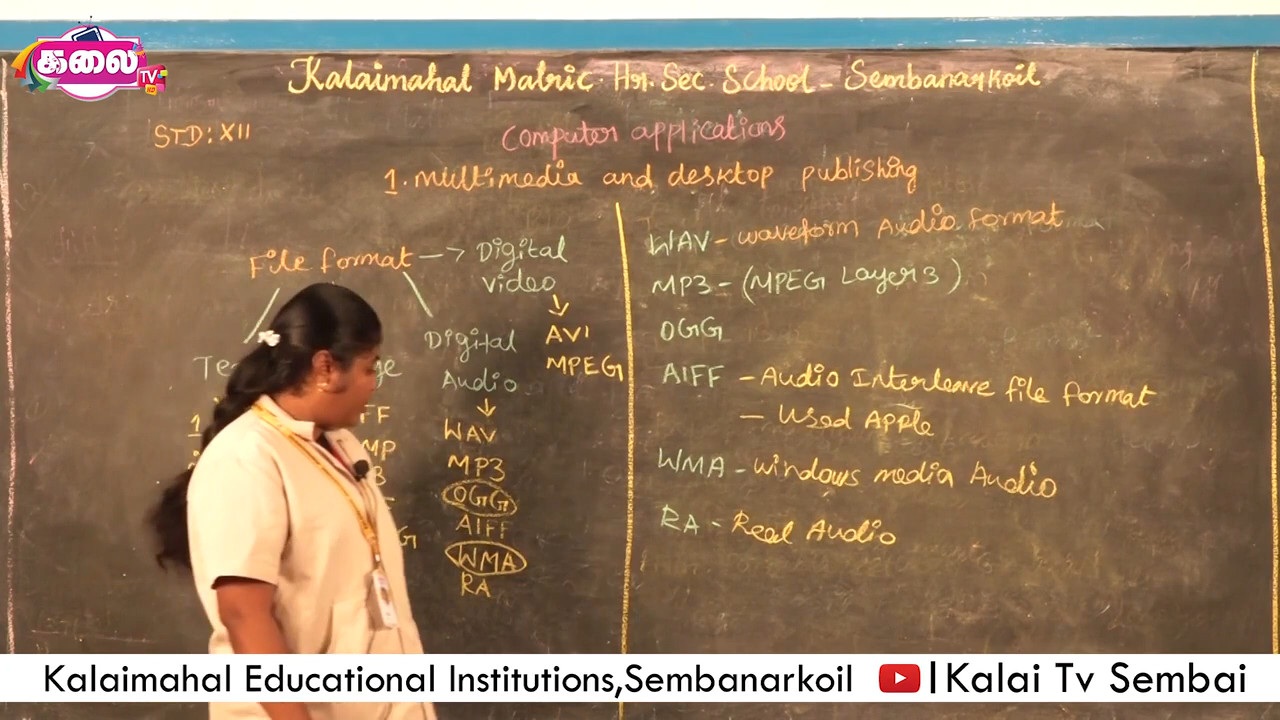 கலை
TV
HD
Kalaimahal Matric. Hr. Sec. School - Sembanarkoil
STD: XII
Computer applications
1. Multimedia and desktop publishing
File format → Digital
Video
AVI
MPEG
Digital
Audio
WAV
MP3
OGG
AIFF
WMA
RA
WAV - waveform Audio format
MP3 - (MPEG Layer 3)
OGG
AIFF - Audio Interleave file format
- Used Apple
WMA - windows media Audio
RA - Real Audio
Kalaimahal Educational Institutions,Sembanarkoil | Kalai Tv Sembai